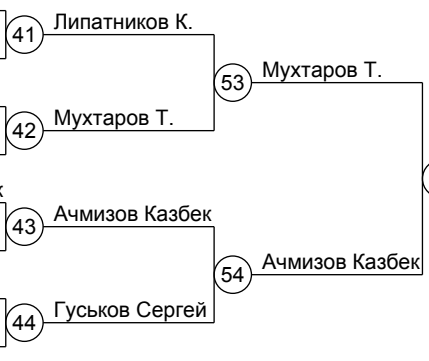 41 Липатников К.
53 Мухтаров Т.
42 Мухтаров Т.
к
43 Ачмизов Казбек
54 Ачмизов Казбек
44 Гуськов Сергей